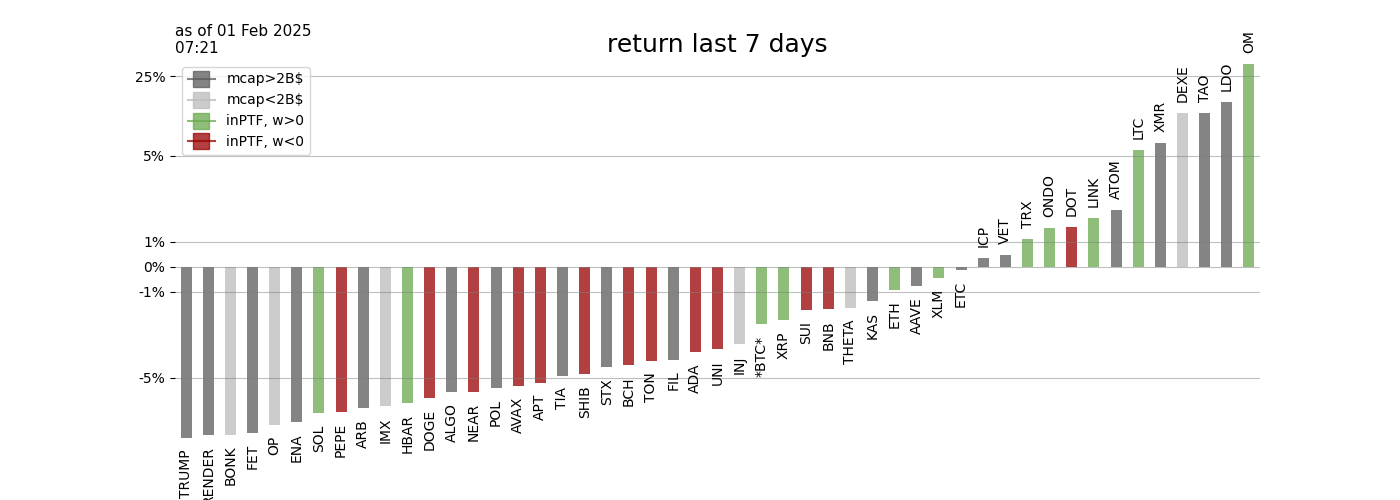 as of 01 Feb 2025
07:21
return last 7 days
mcap>2B$
mcap<2B$
inPTF, w>0
inPTF, w<0
25%
5%
1%
0%
-1%
-5%
TRUMP
RENDER
BONK
FET
OP
ENA
SOL
PEPE
ARB
IMX
HBAR
DOGE
ALGO
NEAR
POL
AVAX
APT
TIA
SHIB
STX
BCH
TON
FIL
ADA
UNI
INJ
*BTC*
XRP
SUI
BNB
THETA
KAS
ETH
AAVE
XLM
ETC
ICP
VET
TRX
ONDO
DOT
LINK
ATOM
LTC
XMR
DEXE
TAO
LDO
OM